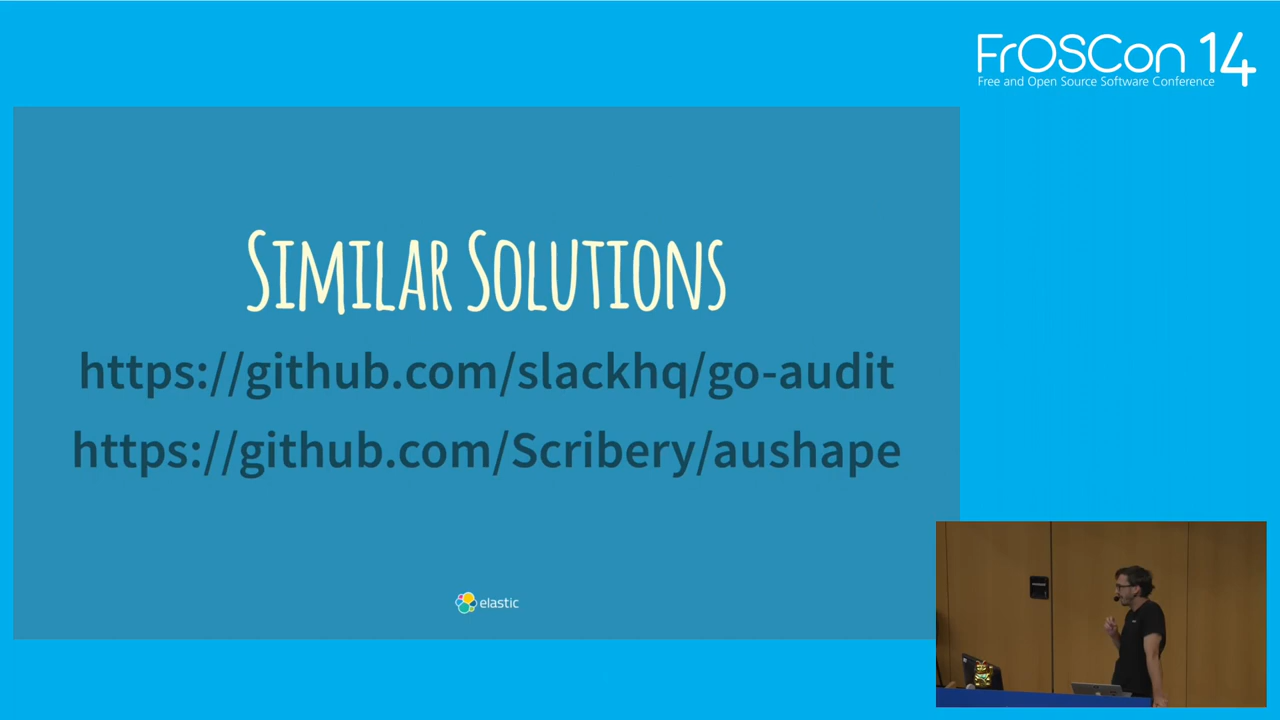 FrOSCon 14
Free and Open Source Software Conference
Similar Solutions
https://github.com/slackhq/go-audit
https://github.com/Scribery/aushape
elastic